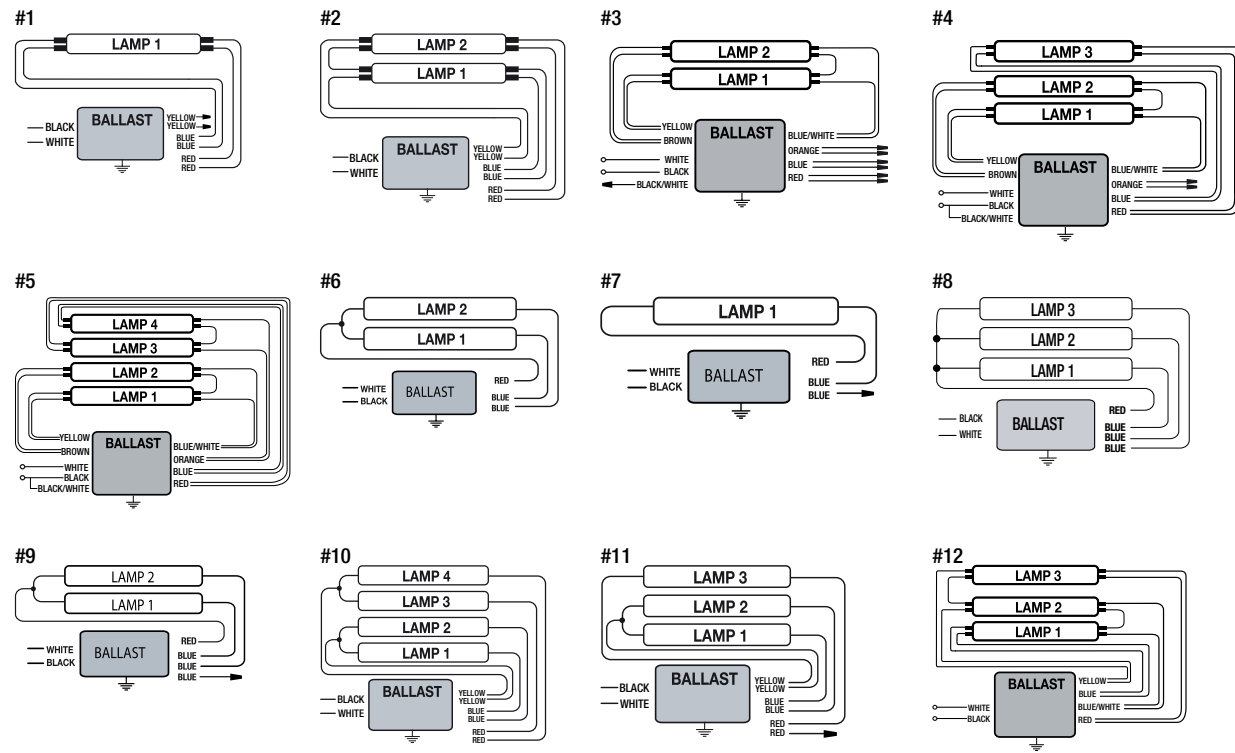 #1
LAMP 1
BALLAST
BLACK
WHITE
YELLOW
YELLOW
BLUE
BLUE
RED
RED
#2
LAMP 2
LAMP 1
BALLAST
BLACK
WHITE
YELLOW
YELLOW
BLUE
BLUE
RED
RED
#3
LAMP 2
LAMP 1
YELLOW
BROWN
WHITE
BLACK
BLACK/WHITE
BALLAST
BLUE/WHITE
ORANGE
BLUE
RED
#4
LAMP 3
LAMP 2
LAMP 1
YELLOW
BROWN
WHITE
BLACK
BLACK/WHITE
BALLAST
BLUE/WHITE
ORANGE
BLUE
RED
#5
LAMP 4
LAMP 3
LAMP 2
LAMP 1
YELLOW
BROWN
WHITE
BLACK
BLACK/WHITE
BALLAST
BLUE/WHITE
ORANGE
BLUE
RED
#6
LAMP 2
LAMP 1
WHITE
BLACK
BALLAST
RED
BLUE
BLUE
#7
LAMP 1
WHITE
BLACK
BALLAST
RED
BLUE
BLUE
#8
LAMP 3
LAMP 2
LAMP 1
BLACK
WHITE
BALLAST
RED
BLUE
BLUE
BLUE
#9
LAMP 2
LAMP 1
WHITE
BLACK
BALLAST
RED
BLUE
BLUE
BLUE
#10
LAMP 4
LAMP 3
LAMP 2
LAMP 1
BLACK
WHITE
BALLAST
YELLOW
YELLOW
BLUE
BLUE
RED
RED
#11
LAMP 3
LAMP 2
LAMP 1
BLACK
WHITE
BALLAST
YELLOW
YELLOW
BLUE
BLUE
RED
RED
#12
LAMP 3
LAMP 2
LAMP 1
WHITE
BLACK
BALLAST
YELLOW
BLUE
BLUE/WHITE
RED